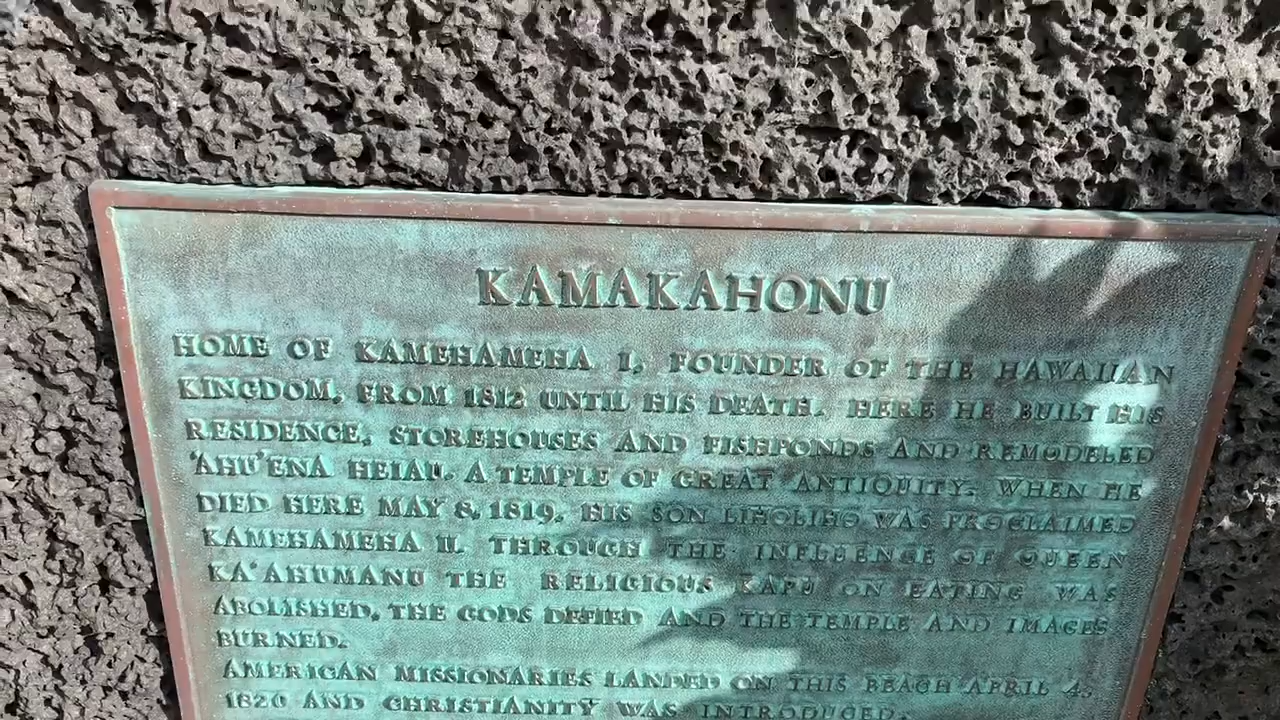 KAMAKAHONU
HOME OF KAMEHAMEHA I, FOUNDER OF THE HAWAIIAN
KINGDOM, FROM 1812 UNTIL HIS DEATH. HERE HE BUILT HIS
RESIDENCE, STOREHOUSES AND FISHPONDS AND REMODELED
'AHU'ENA HEIAU. A TEMPLE OF GREAT ANTIQUITY. WHEN HE
DIED HERE MAY 8, 1819, HIS SON LIHOLIHO WAS PROCLAIMED
KAMEHAMEHA II. THROUGH THE INFLUENCE OF QUEEN
KA'AHUMANU THE RELIGIOUS KAPU ON EATING WAS
ABOLISHED, THE GODS DEFIED AND THE TEMPLE AND IMAGES
BURNED.
AMERICAN MISSIONARIES LANDED ON THIS BEACH APRIL 4,
1820 AND CHRISTIANITY WAS INTRODUCED.